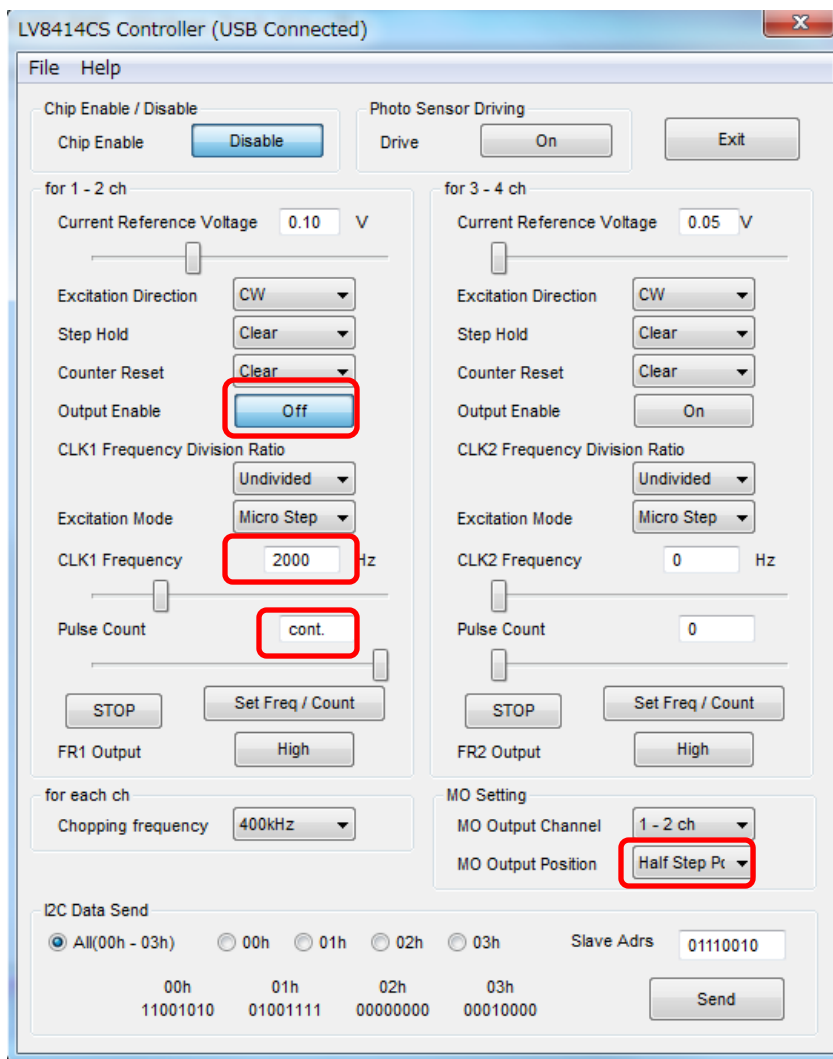 LV8414CS Controller (USB Connected)
File Help
Chip Enable / Disable
Chip Enable Disable
Photo Sensor Driving
Drive On
Exit
for 1 - 2 ch
Current Reference Voltage 0.10 V
Excitation Direction CW
Step Hold Clear
Counter Reset Clear
Output Enable Off
CLK1 Frequency Division Ratio
Undivided
Excitation Mode Micro Step
CLK1 Frequency 2000 Hz
Pulse Count cont.
STOP Set Freq / Count
FR1 Output High
for 3 - 4 ch
Current Reference Voltage 0.05 V
Excitation Direction CW
Step Hold Clear
Counter Reset Clear
Output Enable On
CLK2 Frequency Division Ratio
Undivided
Excitation Mode Micro Step
CLK2 Frequency 0 Hz
Pulse Count 0
STOP Set Freq / Count
FR2 Output High
for each ch
Chopping frequency 400kHz
MO Setting
MO Output Channel 1 - 2 ch
MO Output Position Half Step Po
I2C Data Send
All(00h - 03h) 00h 01h 02h 03h Slave Adrs 01110010
00h 01h 02h 03h
11001010 01001111 00000000 00010000
Send